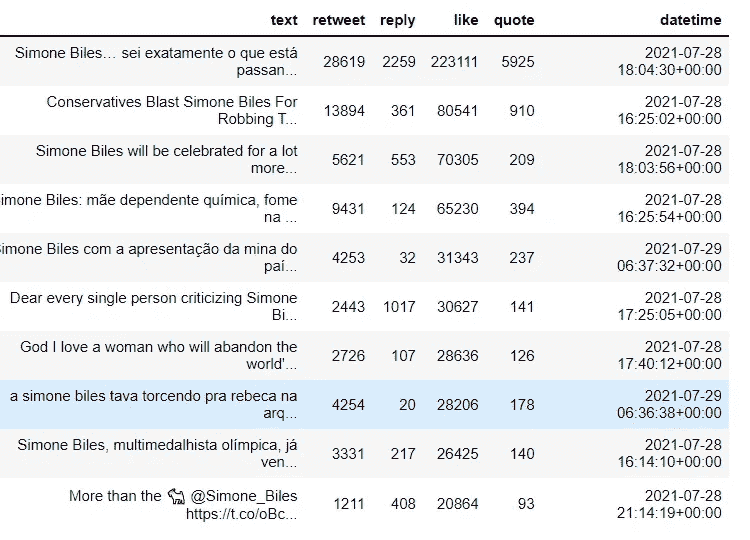 text retweet reply like quote datetime
Simone Biles… sei exatamente o que está
passan... 28619 2259 223111 5925 2021-07-28
18:04:30+00:00
Conservatives Blast Simone Biles For
Robbing T... 13894 361 80541 910 2021-07-28
16:25:02+00:00
Simone Biles will be celebrated for a lot
more... 5621 553 70305 209 2021-07-28
18:03:56+00:00
imone Biles: mãe dependente química, fome
na ... 9431 124 65230 394 2021-07-28
16:25:54+00:00
Simone Biles com a apresentação da mina do
paí... 4253 32 31343 237 2021-07-29
06:37:32+00:00
Dear every single person criticizing Simone
Bi... 2443 1017 30627 141 2021-07-28
17:25:05+00:00
God I love a woman who will abandon the
world'... 2726 107 28636 126 2021-07-28
17:40:12+00:00
a simone biles tava torcendo pra rebeca na
arq... 4254 20 28206 178 2021-07-29
06:36:38+00:00
Simone Biles, multimedalhista olímpica, já
ven... 3331 217 26425 140 2021-07-28
16:14:10+00:00
More than the 🐐 @Simone_Biles
https://t.co/oBc... 1211 408 20864 93 2021-07-28
21:14:19+00:00